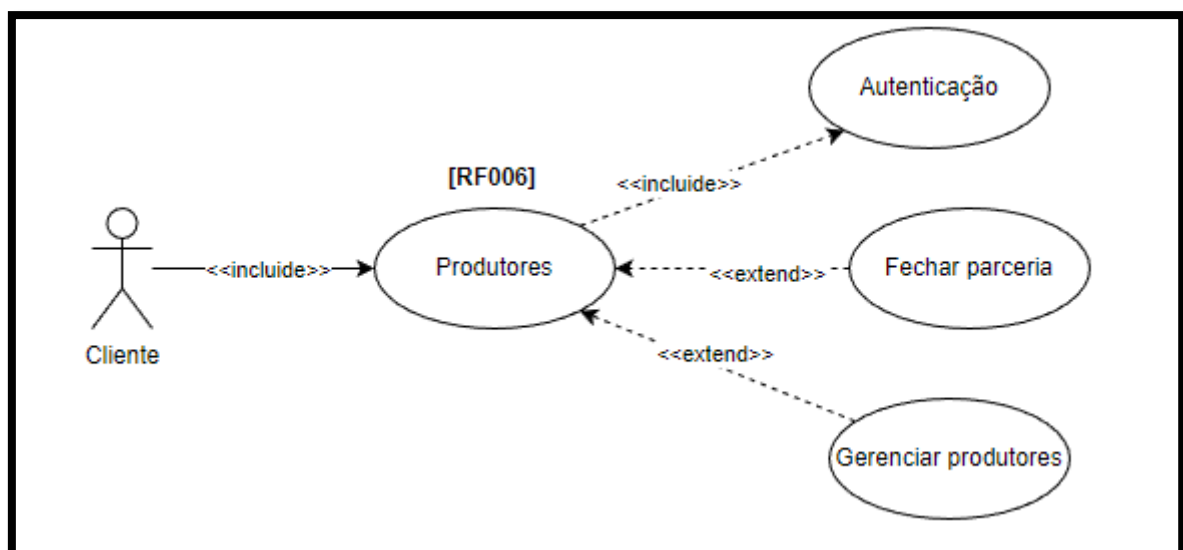 Autenticação
[RF006]
<<incluide>>
Produtores
<<incluide>>
<<extend>>
Fechar parceria
Cliente
<<extend>>
Gerenciar produtores